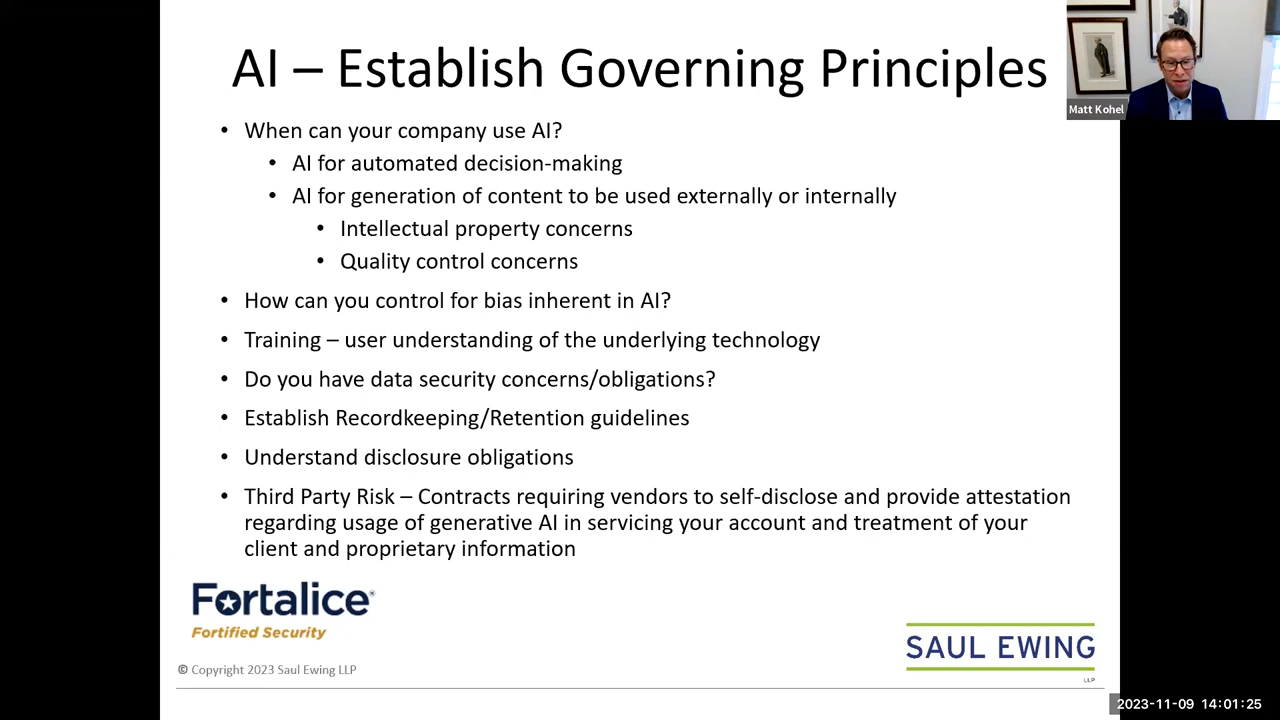 AI – Establish Governing Principles
Matt Kohel
• When can your company use AI?
• AI for automated decision-making
• AI for generation of content to be used externally or internally
• Intellectual property concerns
• Quality control concerns
• How can you control for bias inherent in AI?
• Training – user understanding of the underlying technology
• Do you have data security concerns/obligations?
• Establish Recordkeeping/Retention guidelines
• Understand disclosure obligations
• Third Party Risk – Contracts requiring vendors to self-disclose and provide attestation
regarding usage of generative AI in servicing your account and treatment of your
client and proprietary information
Fortalice®
Fortified Security
SAUL EWING
LLP
© Copyright 2023 Saul Ewing LLP
2023-11-09 14:01:25